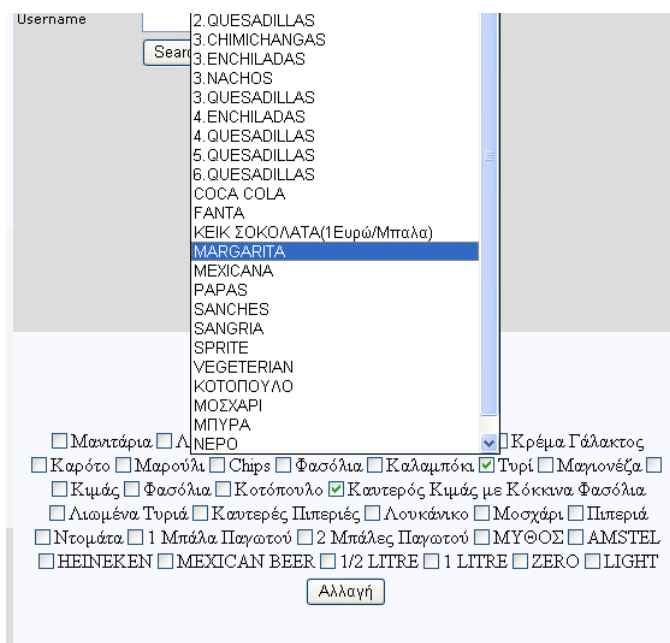 Username
Searc
2.QUESADILLAS
3.CHIMICHANGAS
3.ENCHILADAS
3.NACHOS
3.QUESADILLAS
4.ENCHILADAS
4.QUESADILLAS
5.QUESADILLAS
6.QUESADILLAS
COCA COLA
FANTA
ΚΕΙΚ ΣΟΚΟΛΑΤΑ(1Ευρώ/Μπαλα)
MARGARITA
MEXICANA
PAPAS
SANCHES
SANGRIA
SPRITE
VEGETERIAN
ΚΟΤΟΠΟΥΛΟ
ΜΟΣΧΑΡΙ
ΜΠΥΡΑ
ΝΕΡΟ
Μανιτάρια Κρέμα Γάλακτος
Καρότο Μαρούλι Chips Φασόλια Καλαμπόκι Τυρί Μαγιονέζα
Κιμάς Φασόλια Κοτόπουλο Καυτερός Κιμάς με Κόκκινα Φασόλια
Λιωμένα Τυριά Καυτερές Πιπεριές Λουκάνικο Μοσχάρι Πιπεριά
Ντομάτα 1 Μπάλα Παγωτού 2 Μπάλες Παγωτού ΜΥΘΟΣ AMSTEL
HEINEKEN MEXICAN BEER 1/2 LITRE 1 LITRE ZERO LIGHT
Αλλαγή